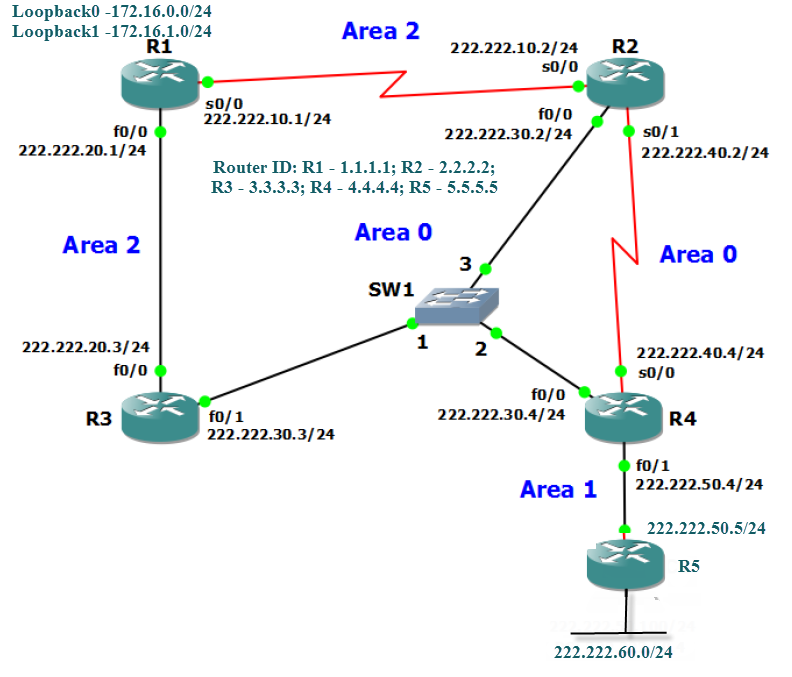 Loopback0 -172.16.0.0/24
Loopback1 -172.16.1.0/24
R1
Area 2
222.222.10.2/24
R2
s0/0
s0/0
222.222.10.1/24
f0/0
222.222.20.1/24
f0/0
222.222.30.2/24
s0/1
222.222.40.2/24
Router ID: R1 - 1.1.1.1; R2 - 2.2.2.2;
R3 - 3.3.3.3; R4 - 4.4.4.4; R5 - 5.5.5.5
Area 2
Area 0
Area 0
3
SW1
1
2
222.222.20.3/24
f0/0
222.222.40.4/24
s0/0
R3
f0/1
222.222.30.3/24
f0/0
222.222.30.4/24
R4
f0/1
222.222.50.4/24
Area 1
222.222.50.5/24
R5
222.222.60.0/24